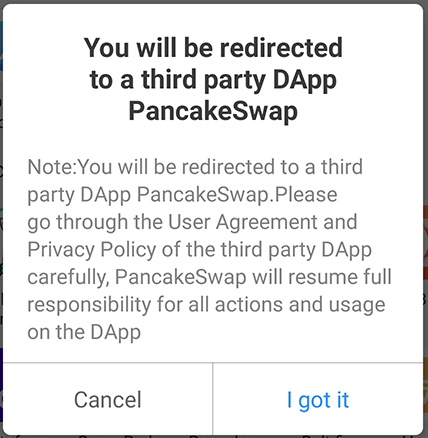 You will be redirected
to a third party DApp
PancakeSwap
Note:You will be redirected to a third
party DApp PancakeSwap.Please
go through the User Agreement and
Privacy Policy of the third party DApp
carefully, PancakeSwap will resume full
responsibility for all actions and usage
on the DApp
Cancel
I got it